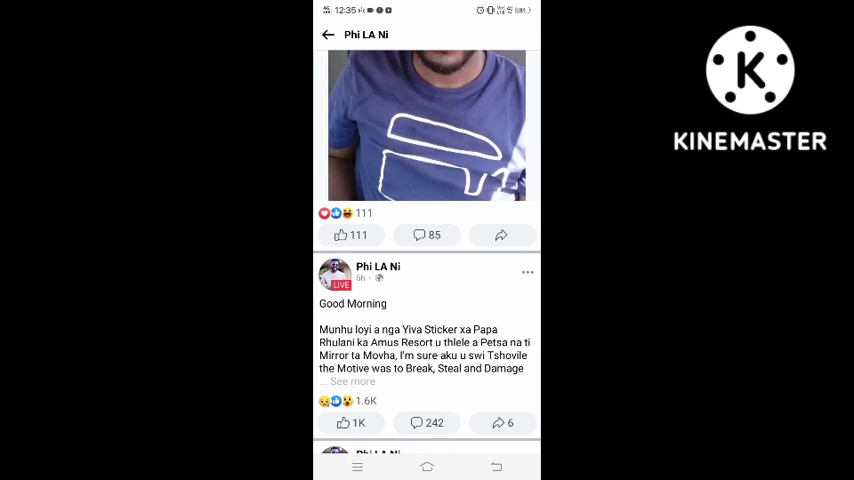 12:35
Phi LA Ni
111
111
85
Phi LA Ni
LIVE
5h
Good Morning
Munhu loyi a nga Yiva Sticker xa Papa
Rhulani ka Amus Resort u thlele a Petsa na ti
Mirror ta Movha, I'm sure aku u swi Tshovile
the Motive was to Break, Steal and Damage
... See more
1.6K
1K
242
6
K
KINEMASTER